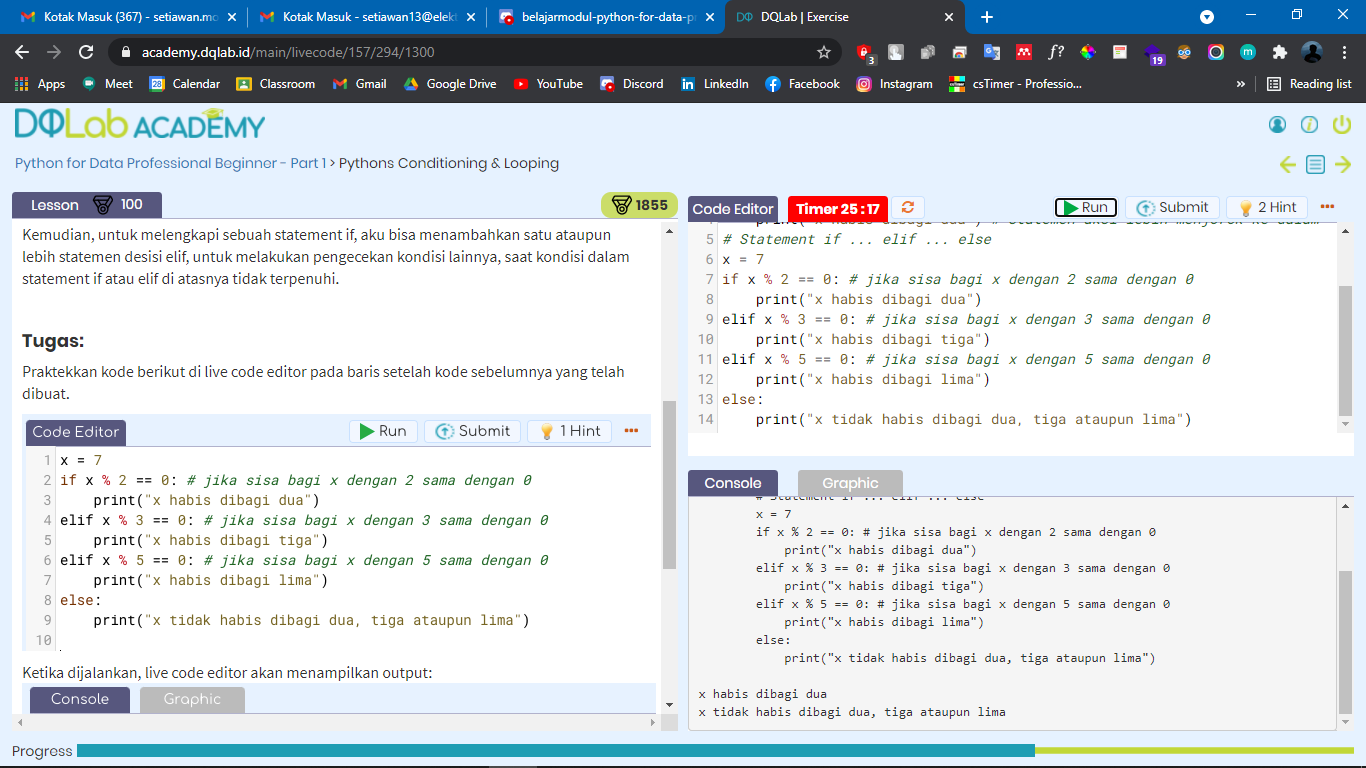 Kotak Masuk (367) - setiawan.mo
Kotak Masuk - setiawan13@elekt
belajarmodul-python-for-data-p
DQLab | Exercise
academy.dqlab.id/main/livecode/157/294/1300
3
f?
19
Apps
Meet
28
Calendar
Classroom
Gmail
Google Drive
YouTube
Discord
LinkedIn
Facebook
Instagram
csTimer - Professio...
»
Reading list
DQLab ACADEMY
Python for Data Professional Beginner - Part 1 > Pythons Conditioning & Looping
Lesson 100
1855
Kemudian, untuk melengkapi sebuah statement if, aku bisa menambahkan satu ataupun
lebih statemen desisi elif, untuk melakukan pengecekan kondisi lainnya, saat kondisi dalam
statement if atau elif di atasnya tidak terpenuhi.
Tugas:
Praktekkan kode berikut di live code editor pada baris setelah kode sebelumnya yang telah
dibuat.
Code Editor Run Submit 1 Hint
1 x = 7
2 if x % 2 == 0: # jika sisa bagi x dengan 2 sama dengan 0
3     print("x habis dibagi dua")
4 elif x % 3 == 0: # jika sisa bagi x dengan 3 sama dengan 0
5     print("x habis dibagi tiga")
6 elif x % 5 == 0: # jika sisa bagi x dengan 5 sama dengan 0
7     print("x habis dibagi lima")
8 else:
9     print("x tidak habis dibagi dua, tiga ataupun lima")
10
Ketika dijalankan, live code editor akan menampilkan output:
Console Graphic
Code Editor Timer 25 : 17 Run Submit 2 Hint
5 # Statement if ... elif ... else
6 x = 7
7 if x % 2 == 0: # jika sisa bagi x dengan 2 sama dengan 0
8     print("x habis dibagi dua")
9 elif x % 3 == 0: # jika sisa bagi x dengan 3 sama dengan 0
10     print("x habis dibagi tiga")
11 elif x % 5 == 0: # jika sisa bagi x dengan 5 sama dengan 0
12     print("x habis dibagi lima")
13 else:
14     print("x tidak habis dibagi dua, tiga ataupun lima")
Console Graphic
# Statement if ... elif ... else
x = 7
if x % 2 == 0: # jika sisa bagi x dengan 2 sama dengan 0
    print("x habis dibagi dua")
elif x % 3 == 0: # jika sisa bagi x dengan 3 sama dengan 0
    print("x habis dibagi tiga")
elif x % 5 == 0: # jika sisa bagi x dengan 5 sama dengan 0
    print("x habis dibagi lima")
else:
    print("x tidak habis dibagi dua, tiga ataupun lima")
x habis dibagi dua
x tidak habis dibagi dua, tiga ataupun lima
Progress